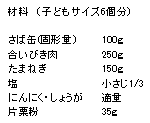 材料 （子どもサイズ6個分）
さば缶(固形量) 100g
合いびき肉 250g
たまねぎ 150g
塩 小さじ1/3
にんにく・しょうが 適量
片栗粉 35g